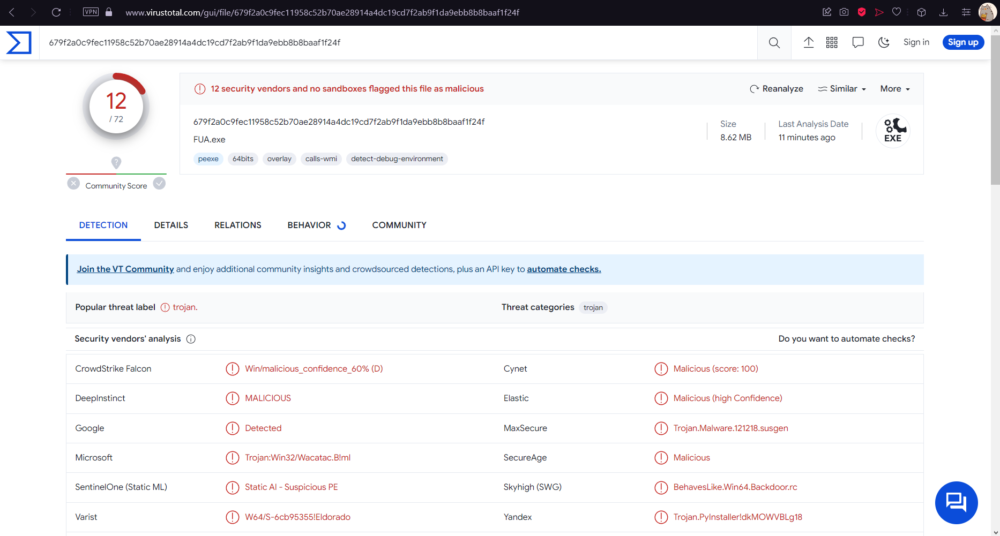 VPN
www.virustotal.com/gui/file/679f2a0c9fec11958c52b70ae28914a4dc19cd7f2ab9f1da9ebb8b8baaf1f24f
679f2a0c9fec11958c52b70ae28914a4dc19cd7f2ab9f1da9ebb8b8baaf1f24f
Sign in
Sign up
12
/ 72
Community Score
12 security vendors and no sandboxes flagged this file as malicious
Reanalyze
Similar
More
679f2a0c9fec11958c52b70ae28914a4dc19cd7f2ab9f1da9ebb8b8baaf1f24f
FUA.exe
peexe 64bits overlay calls-wmi detect-debug-environment
Size
8.62 MB
Last Analysis Date
11 minutes ago
EXE
DETECTION DETAILS RELATIONS BEHAVIOR COMMUNITY
Join the VT Community and enjoy additional community insights and crowdsourced detections, plus an API key to automate checks.
Popular threat label trojan.
Threat categories trojan
Security vendors' analysis
Do you want to automate checks?
CrowdStrike Falcon Win/malicious_confidence_60% (D) Cynet Malicious (score: 100)
DeepInstinct MALICIOUS Elastic Malicious (high Confidence)
Google Detected MaxSecure Trojan.Malware.121218.susgen
Microsoft Trojan:Win32/Wacatac.B!ml SecureAge Malicious
SentinelOne (Static ML) Static AI - Suspicious PE Skyhigh (SWG) BehavesLike.Win64.Backdoor.rc
Varist W64/S-6cb95355!Eldorado Yandex Trojan.PyInstaller!dkMOWVBLg18